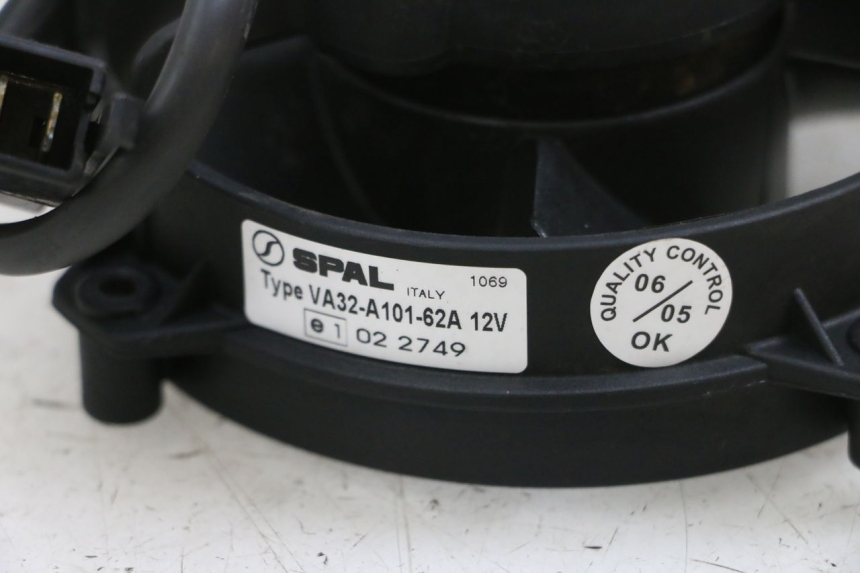 SPAL ITALY 1069
Type VA32-A101-62A 12V
e1 02 2749
QUALITY CONTROL
06/05
OK